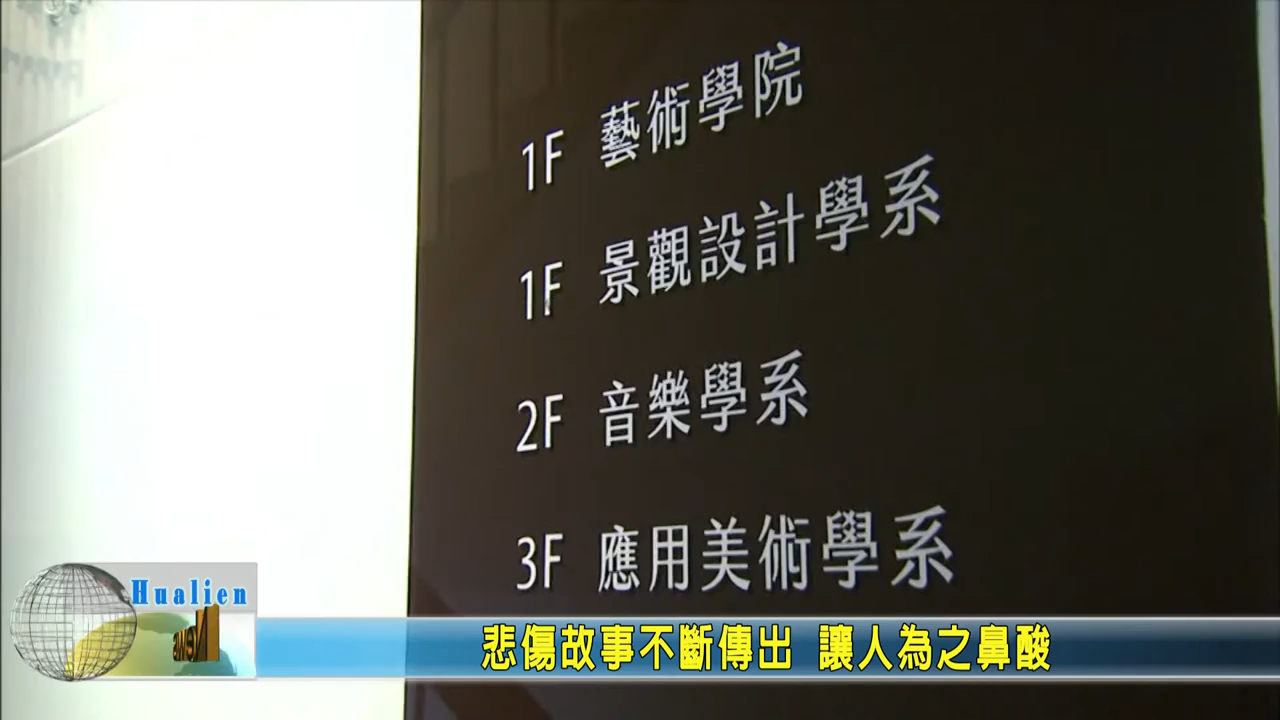 1F 藝術學院
1F 景觀設計學系
2F 音樂學系
3F 應用美術學系
Hualien
NEWS
悲傷故事不斷傳出 讓人為之鼻酸